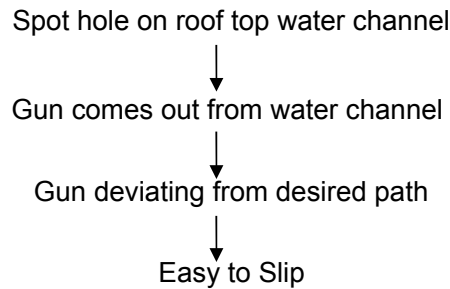 Spot hole on roof top water channel
Gun comes out from water channel
Gun deviating from desired path
Easy to Slip